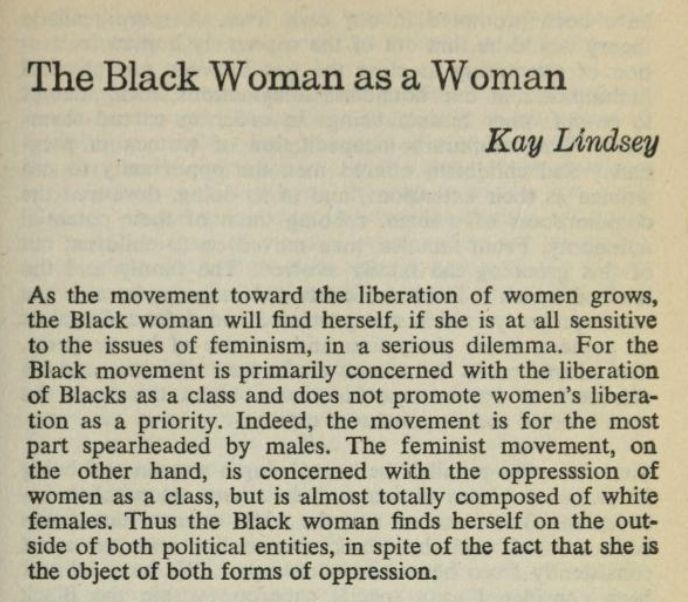 The Black Woman as a Woman
Kay Lindsey
As the movement toward the liberation of women grows,
the Black woman will find herself, if she is at all sensitive
to the issues of feminism, in a serious dilemma. For the
Black movement is primarily concerned with the liberation
of Blacks as a class and does not promote women's libera-
tion as a priority. Indeed, the movement is for the most
part spearheaded by males. The feminist movement, on
the other hand, is concerned with the oppresssion of
women as a class, but is almost totally composed of white
females. Thus the Black woman finds herself on the out-
side of both political entities, in spite of the fact that she is
the object of both forms of oppression.